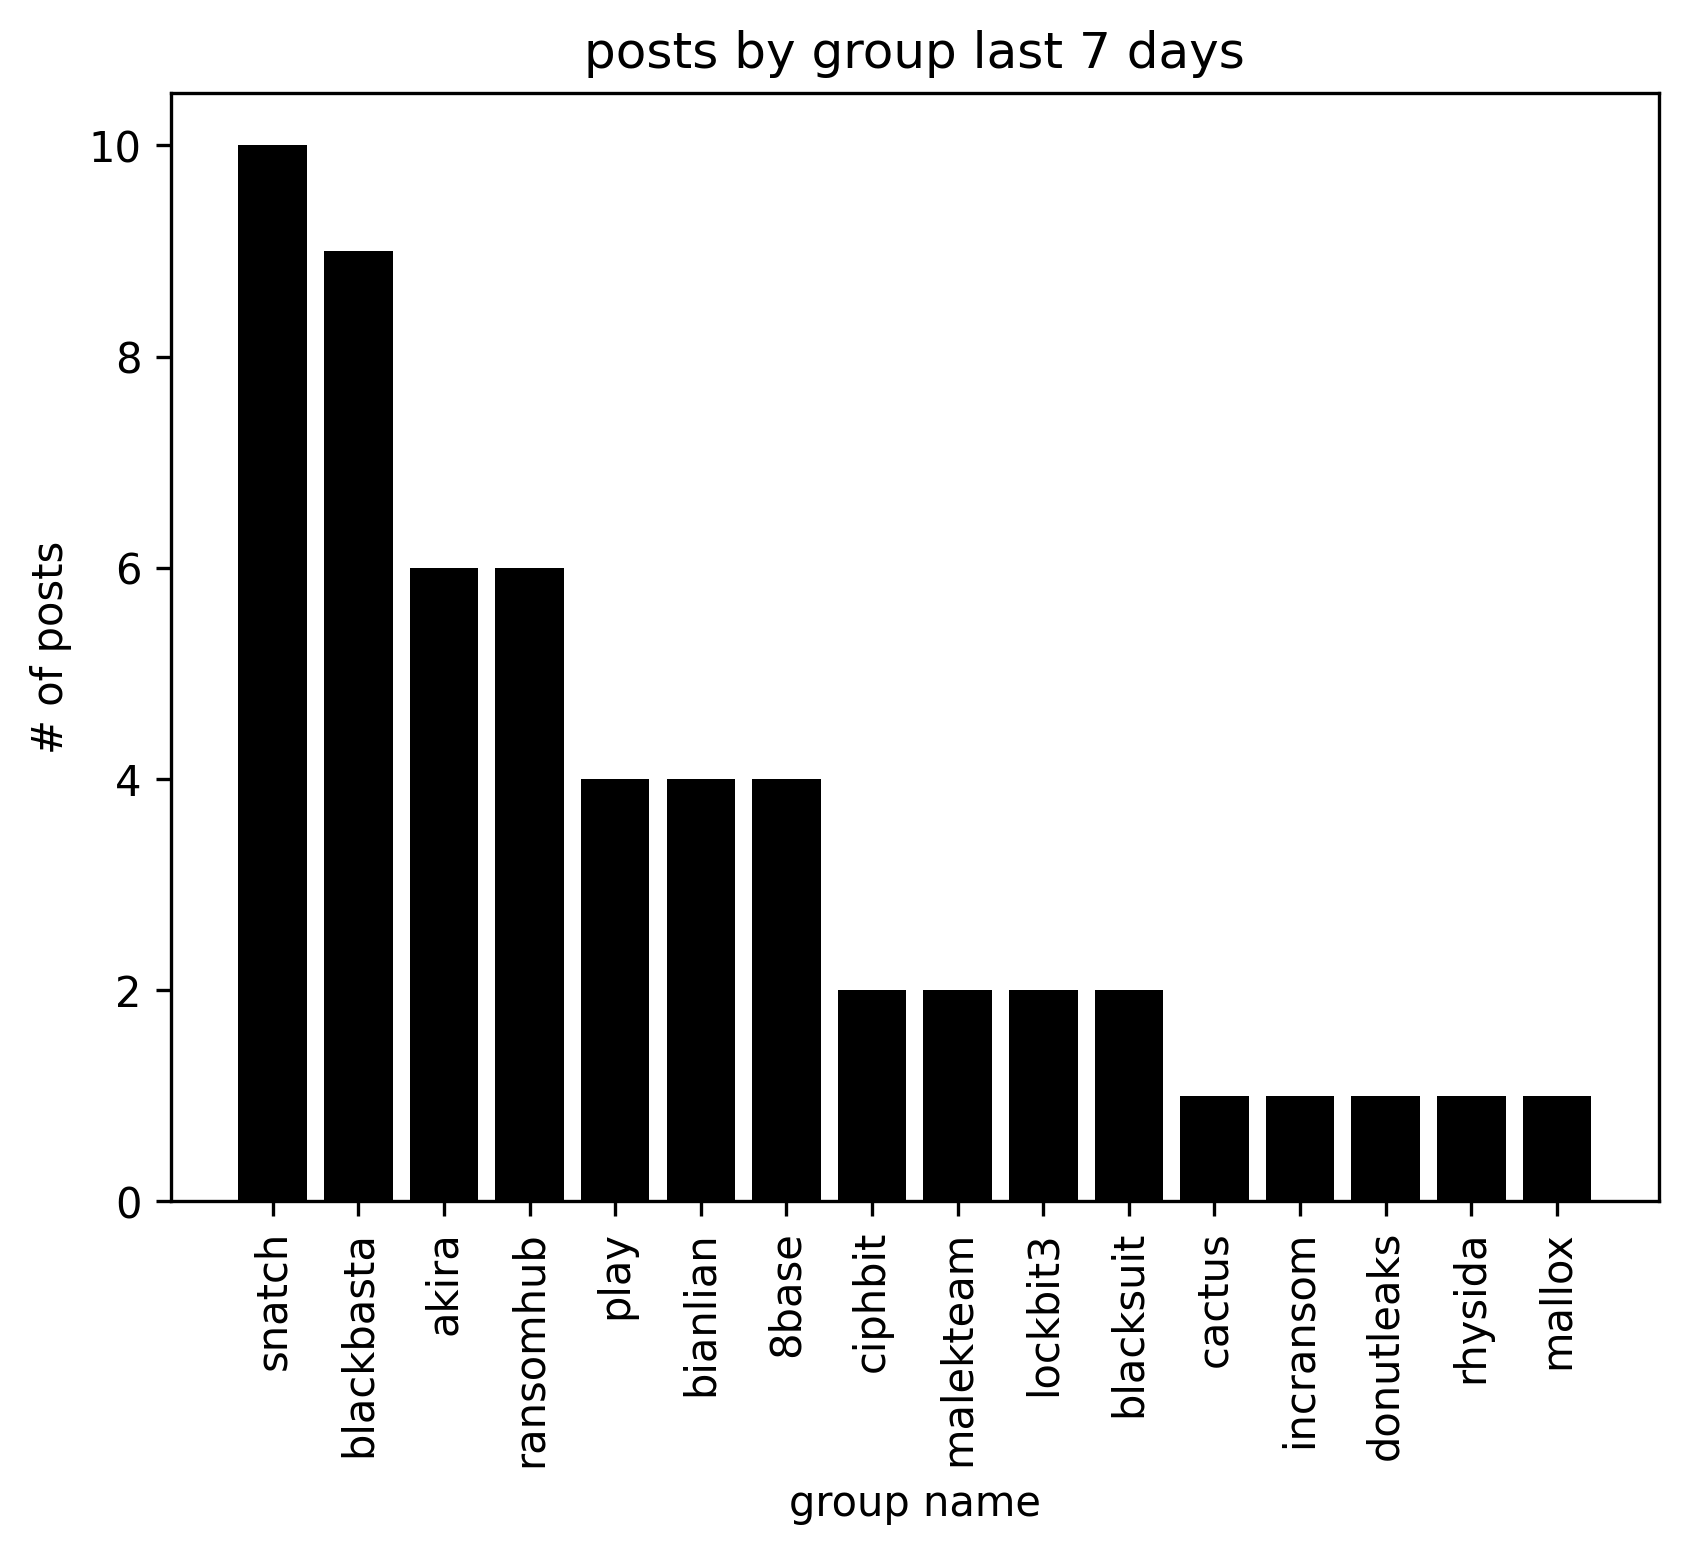 posts by group last 7 days
# of posts
10
8
6
4
2
0
snatch
blackbasta
akira
ransomhub
play
bianlian
8base
ciphbit
malekteam
lockbit3
blacksuit
cactus
incransom
donutleaks
rhysida
mallox
group name